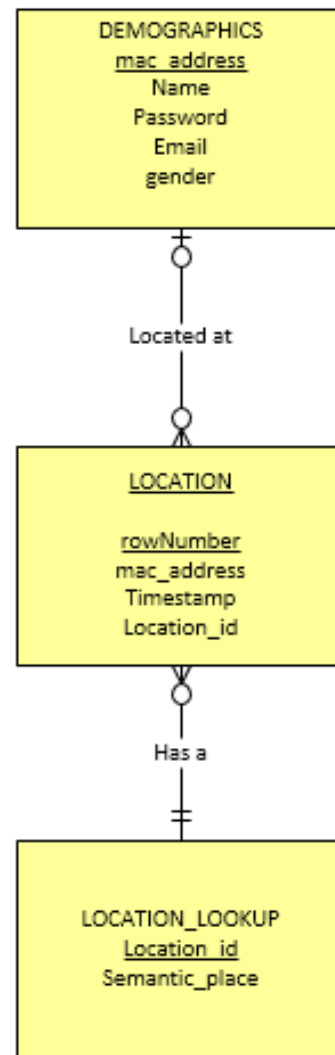 DEMOGRAPHICS
mac_address
Name
Password
Email
gender
Located at
LOCATION
rowNumber
mac_address
Timestamp
Location_id
Has a
LOCATION_LOOKUP
Location_id
Semantic_place